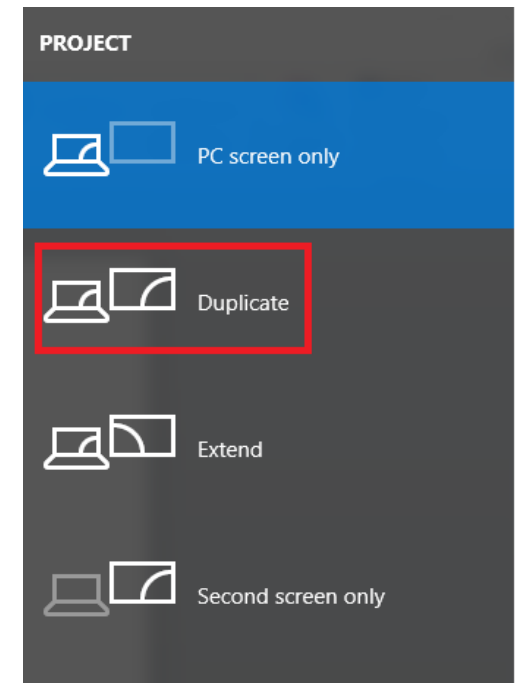 PROJECT
PC screen only
Duplicate
Extend
Second screen only